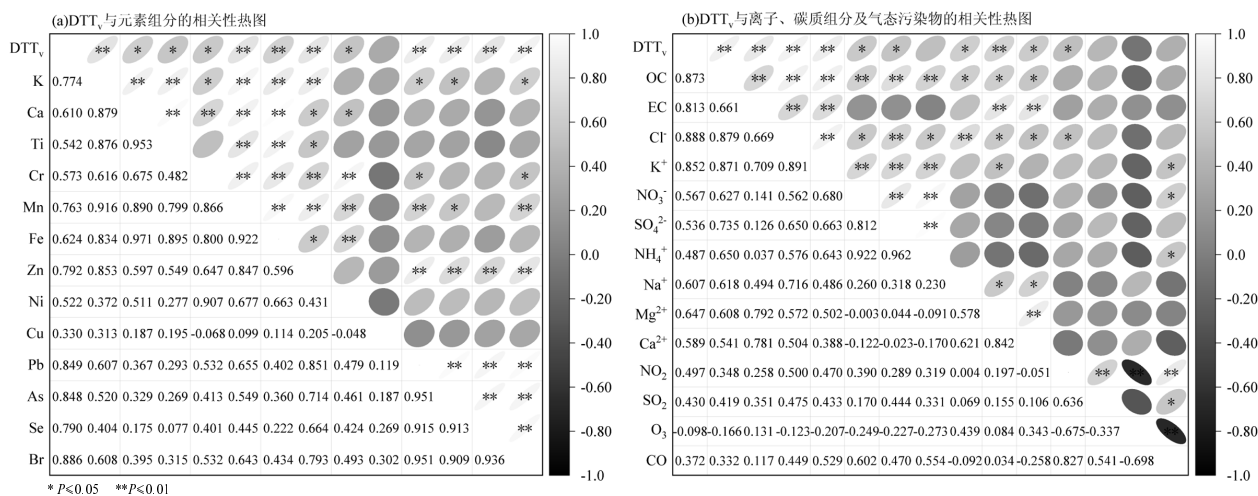 (a)DTTv与元素组分的相关性热图
DTTv ** * * * ** ** ** * ** ** ** **
K 0.774 ** ** * ** ** ** * * *
Ca 0.610 0.879 ** ** ** ** * *
Ti 0.542 0.876 0.953 ** ** *
Cr 0.573 0.616 0.675 0.482 ** ** ** ** * *
Mn 0.763 0.916 0.890 0.799 0.866 ** ** ** ** * **
Fe 0.624 0.834 0.971 0.895 0.800 0.922 * **
Zn 0.792 0.853 0.597 0.549 0.647 0.847 0.596 ** ** ** **
Ni 0.522 0.372 0.511 0.277 0.907 0.677 0.663 0.431
Cu 0.330 0.313 0.187 0.195 -0.068 0.099 0.114 0.205 -0.048
Pb 0.849 0.607 0.367 0.293 0.532 0.655 0.402 0.851 0.479 0.119 ** ** **
As 0.848 0.520 0.329 0.269 0.413 0.549 0.360 0.714 0.461 0.187 0.951 ** **
Se 0.790 0.404 0.175 0.077 0.401 0.445 0.222 0.664 0.424 0.269 0.915 0.913 **
Br 0.886 0.608 0.395 0.315 0.532 0.643 0.434 0.793 0.493 0.302 0.951 0.909 0.936
1.0
0.80
0.60
0.40
0.20
0.0
-0.20
-0.40
-0.60
-0.80
-1.0
* P≤0.05 **P≤0.01
(b)DTTv与离子、碳质组分及气态污染物的相关性热图
DTTv ** ** ** ** * * * ** * *
OC 0.873 ** ** ** ** ** ** * * *
EC 0.813 0.661 ** ** ** **
Cl⁻ 0.888 0.879 0.669 ** * ** * ** * * *
K⁺ 0.852 0.871 0.709 0.891 ** ** ** * *
NO₃⁻ 0.567 0.627 0.141 0.562 0.680 ** ** *
SO₄²⁻ 0.536 0.735 0.126 0.650 0.663 0.812 **
NH₄⁺ 0.487 0.650 0.037 0.576 0.643 0.922 0.962 *
Na⁺ 0.607 0.618 0.494 0.716 0.486 0.260 0.318 0.230 * *
Mg²⁺ 0.647 0.608 0.792 0.572 0.502 -0.003 0.044 -0.091 0.578 **
Ca²⁺ 0.589 0.541 0.781 0.504 0.388 -0.122 -0.023 -0.170 0.621 0.842
NO₂ 0.497 0.348 0.258 0.500 0.470 0.390 0.289 0.319 0.004 0.197 -0.051 ** ** **
SO₂ 0.430 0.419 0.351 0.475 0.433 0.170 0.444 0.331 0.069 0.155 0.106 0.636 *
O₃ -0.098 -0.166 0.131 -0.123 -0.207 -0.249 -0.227 -0.273 0.439 0.084 0.343 -0.675 -0.337 **
CO 0.372 0.332 0.117 0.449 0.529 0.602 0.470 0.554 -0.092 0.034 -0.258 0.827 0.541 -0.698
1.0
0.80
0.60
0.40
0.20
0.0
-0.20
-0.40
-0.60
-0.80
-1.0